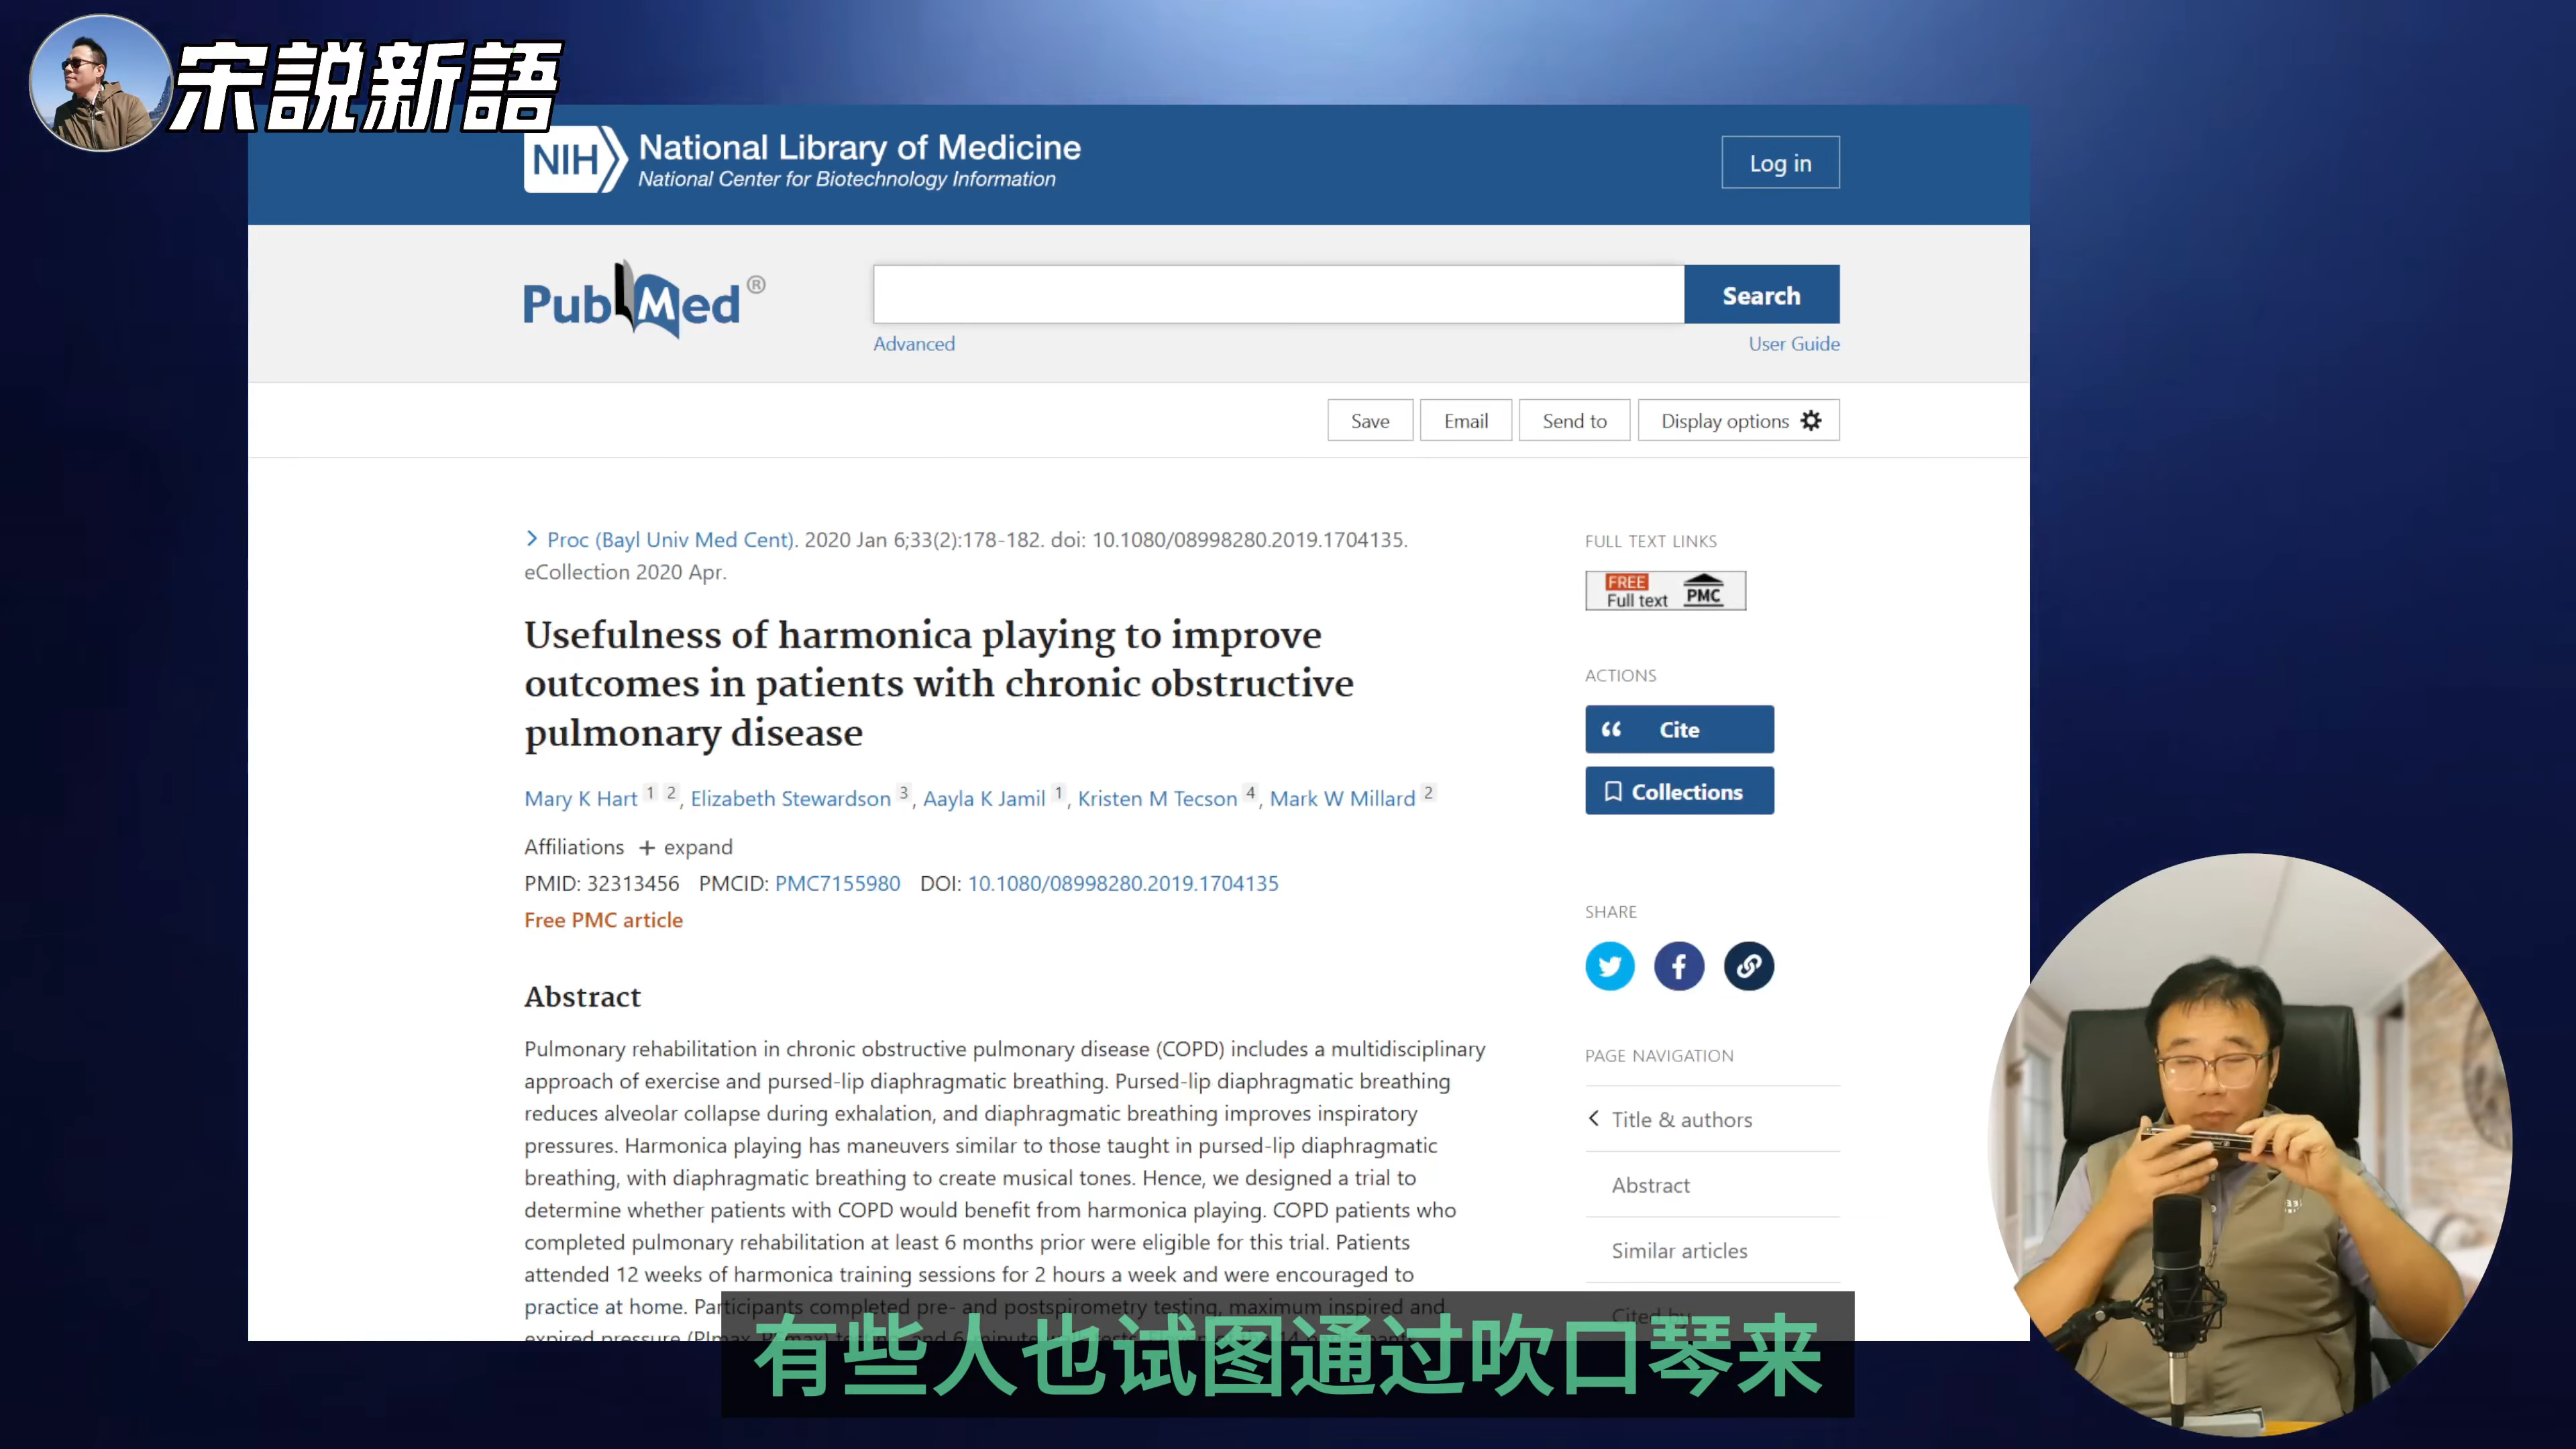 宋説新語
NIH National Library of Medicine
National Center for Biotechnology Information
Log in
PubMed®
Search
Advanced
User Guide
Save
Email
Send to
Display options
Proc (Bayl Univ Med Cent). 2020 Jan 6;33(2):178-182. doi: 10.1080/08998280.2019.1704135.
eCollection 2020 Apr.
Usefulness of harmonica playing to improve
outcomes in patients with chronic obstructive
pulmonary disease
Mary K Hart 1 2, Elizabeth Stewardson 3, Aayla K Jamil 1, Kristen M Tecson 4, Mark W Millard 2
Affiliations + expand
PMID: 32313456 PMCID: PMC7155980 DOI: 10.1080/08998280.2019.1704135
Free PMC article
Abstract
Pulmonary rehabilitation in chronic obstructive pulmonary disease (COPD) includes a multidisciplinary
approach of exercise and pursed-lip diaphragmatic breathing. Pursed-lip diaphragmatic breathing
reduces alveolar collapse during exhalation, and diaphragmatic breathing improves inspiratory
pressures. Harmonica playing has maneuvers similar to those taught in pursed-lip diaphragmatic
breathing, with diaphragmatic breathing to create musical tones. Hence, we designed a trial to
determine whether patients with COPD would benefit from harmonica playing. COPD patients who
completed pulmonary rehabilitation at least 6 months prior were eligible for this trial. Patients
attended 12 weeks of harmonica training sessions for 2 hours a week and were encouraged to
practice at home. Participants completed pre- and postspirometry testing, maximum inspired and
expired pressure
FULL TEXT LINKS
FREE
Full text PMC
ACTIONS
Cite
Collections
SHARE
PAGE NAVIGATION
Title & authors
Abstract
Similar articles
Cited by
有些人也试图通过吹口琴来